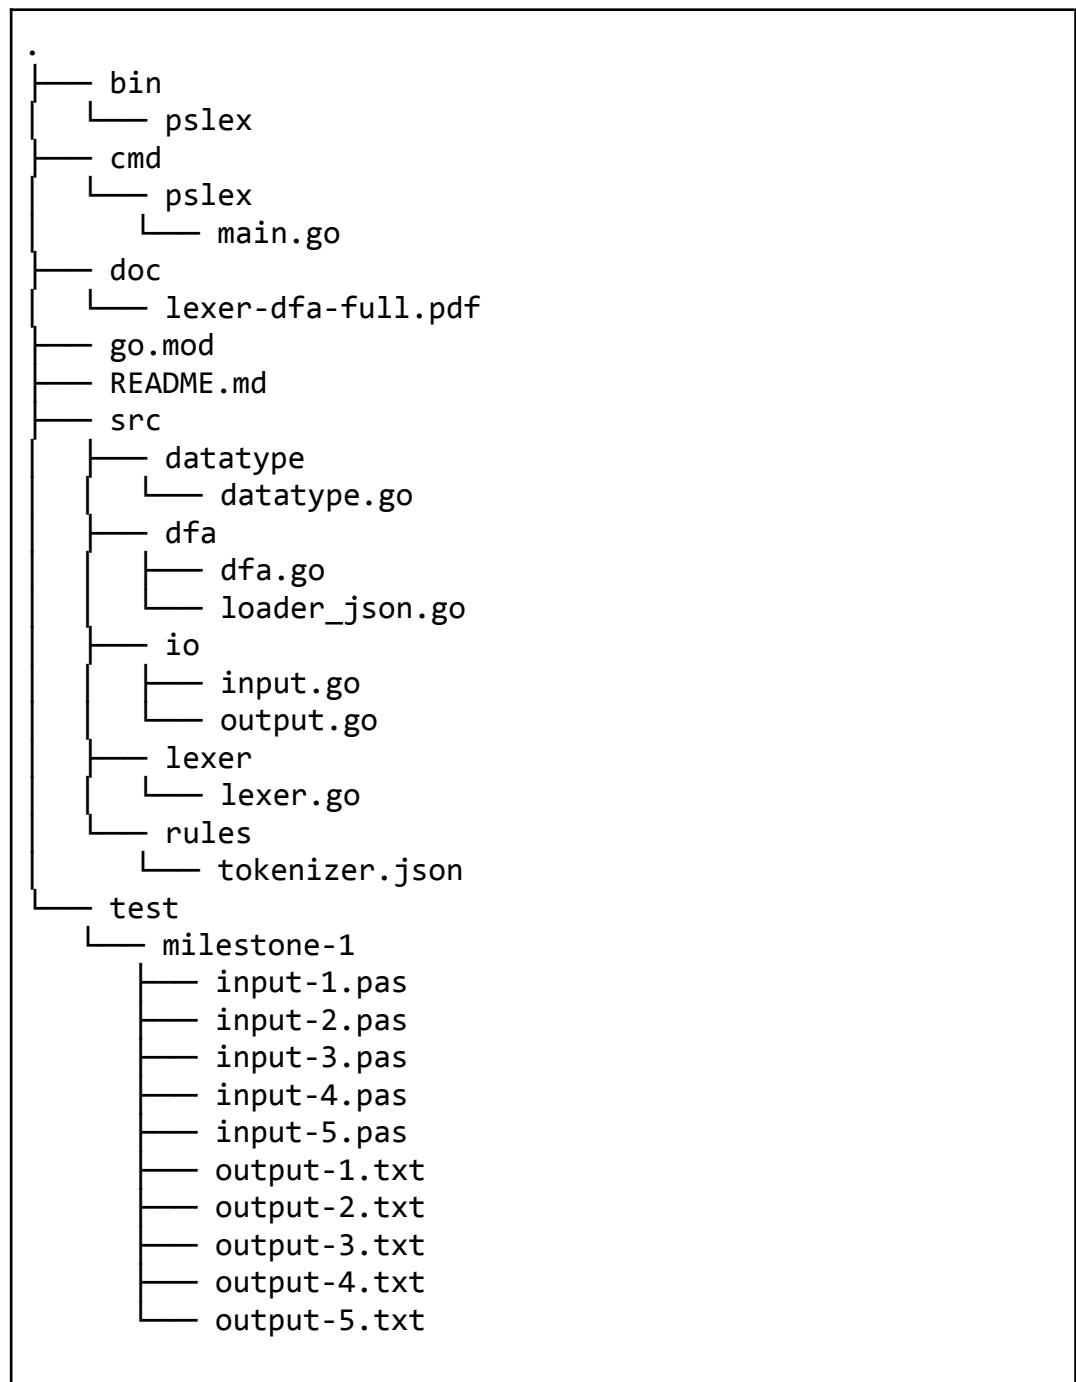 .
├── bin
│   └── pslex
├── cmd
│   └── pslex
│       └── main.go
├── doc
│   └── lexer-dfa-full.pdf
├── go.mod
├── README.md
├── src
│   ├── datatype
│   │   └── datatype.go
│   ├── dfa
│   │   ├── dfa.go
│   │   └── loader_json.go
│   ├── io
│   │   ├── input.go
│   │   └── output.go
│   ├── lexer
│   │   └── lexer.go
│   └── rules
│       └── tokenizer.json
└── test
    └── milestone-1
        ├── input-1.pas
        ├── input-2.pas
        ├── input-3.pas
        ├── input-4.pas
        ├── input-5.pas
        ├── output-1.txt
        ├── output-2.txt
        ├── output-3.txt
        ├── output-4.txt
        └── output-5.txt